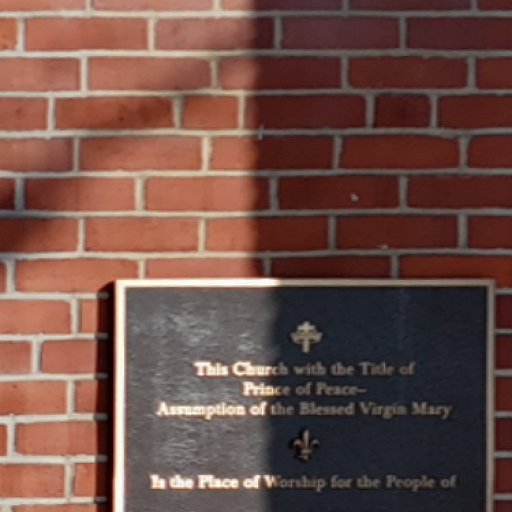 This Church with the Title of
Prince of Peace–
Assumption of the Blessed Virgin Mary
Is the Place of Worship for the People of